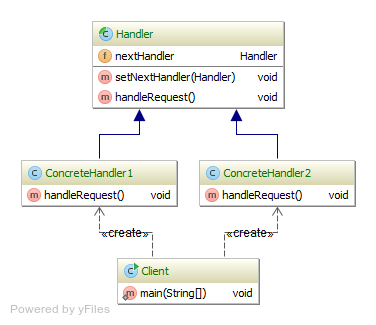 Handler
f nextHandler Handler
m setNextHandler(Handler) void
m handleRequest() void
C ConcreteHandler1
m handleRequest() void
C ConcreteHandler2
m handleRequest() void
«create»
«create»
C Client
m main(String[]) void
Powered by yFiles